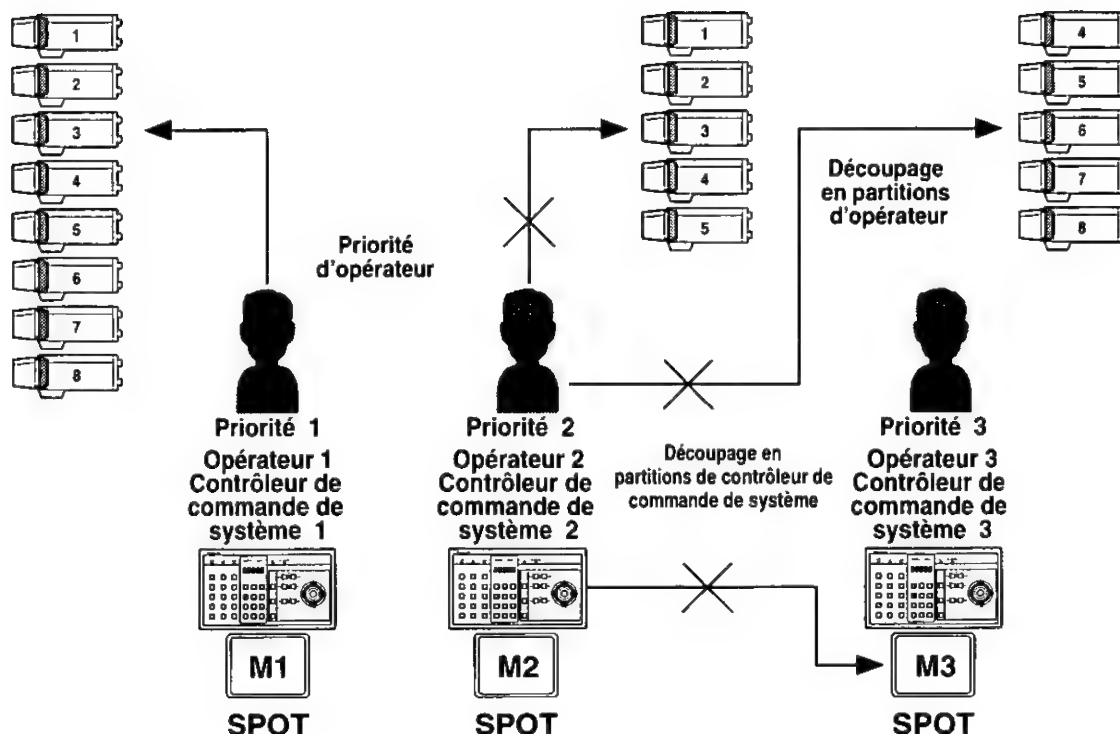 1
2
3
4
5
6
7
8
1
2
3
4
5
4
5
6
7
8
Priorité
d'opérateur
Découpage
en partitions
d'opérateur
Priorité 1
Opérateur 1
Contrôleur de
commande de
système 1
Priorité 2
Opérateur 2
Contrôleur de
commande de
système 2
Découpage en
partitions de contrôleur de
commande de système
Priorité 3
Opérateur 3
Contrôleur de
commande de
système 3
M1
SPOT
M2
SPOT
M3
SPOT